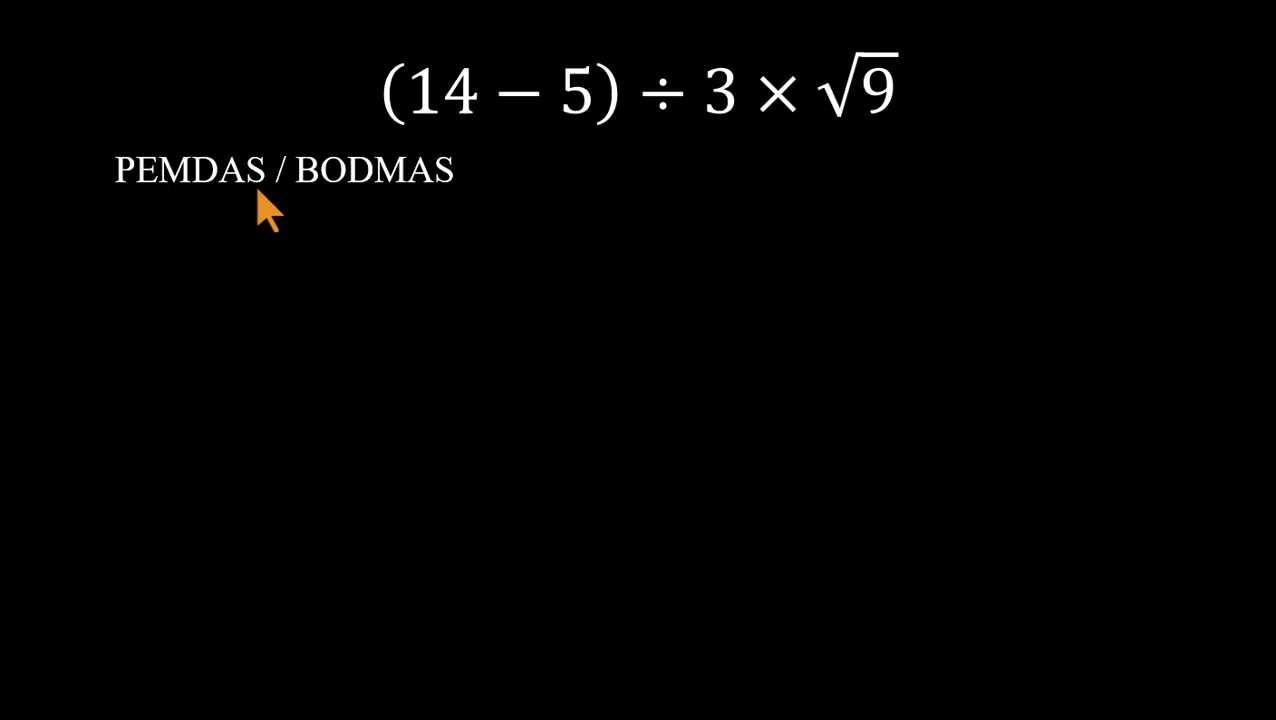 (14 − 5) ÷ 3 × √9
PEMDAS / BODMAS